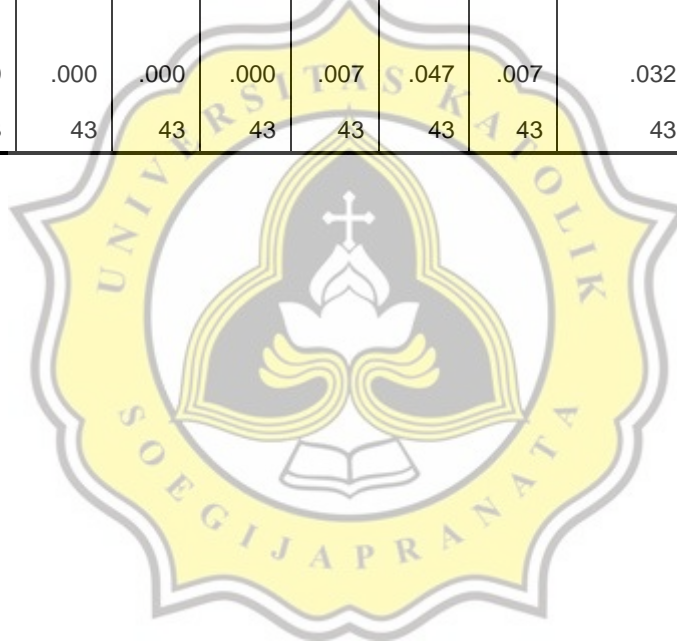 .000 .000 .000 .007 .047 .007 .032
43 43 43 43 43 43 43
UNIVERSITAS KATOLIK
SOEGIJAPRANATA